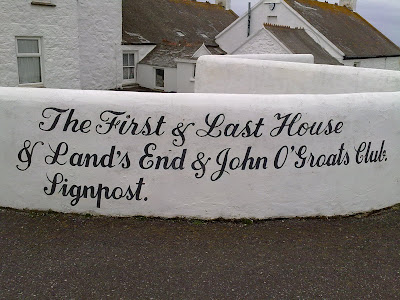 The First & Last House
& Land's End & John O'Groats Club.
Signpost.